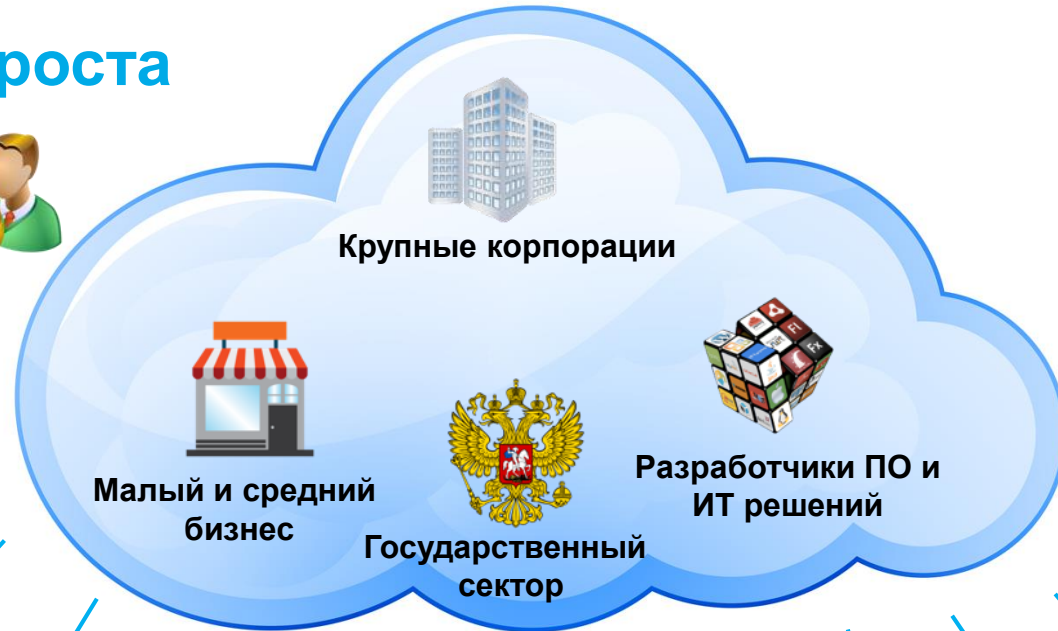 роста
Крупные корпорации
Малый и средний
бизнес
Государственный
сектор
Разработчики ПО и
ИТ решений